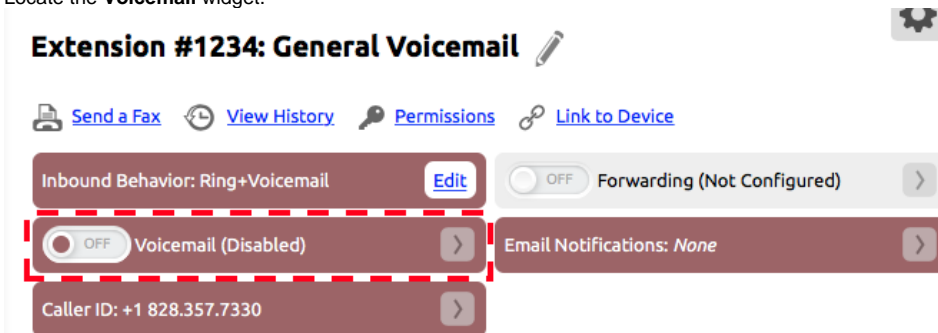 Locate the Voicemail widget.
Extension #1234: General Voicemail
Send a Fax View History Permissions Link to Device
Inbound Behavior: Ring+Voicemail Edit OFF Forwarding (Not Configured)
OFF Voicemail (Disabled) Email Notifications: None
Caller ID: +1 828.357.7330